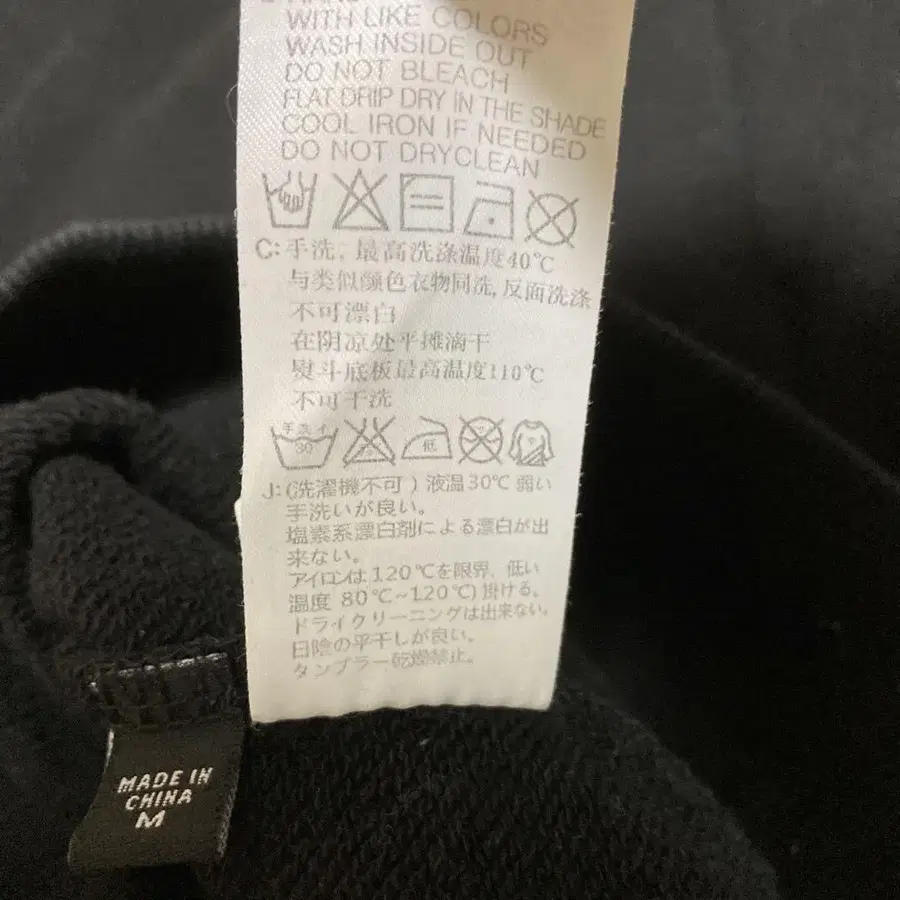 WITH LIKE COLORS
WASH INSIDE OUT
DO NOT BLEACH
FLAT DRIP DRY IN THE SHADE
COOL IRON IF NEEDED
DO NOT DRYCLEAN
C: 手洗, 最高洗涤温度40℃
与类似颜色衣物同洗, 反面洗涤
不可漂白
在阴凉处平摊滴干
熨斗底板最高温度110℃
不可干洗
手洗イ
30
低
J: (洗濯機不可) 液温30℃ 弱い
手洗いが良い。
塩素系漂白剤による漂白が出
来ない。
アイロンは120℃を限界、低い
温度 80℃~120℃) 掛ける。
ドライクリーニングは出来ない。
日陰の平干しが良い。
タンブラー乾燥禁止。
MADE IN
CHINA
M